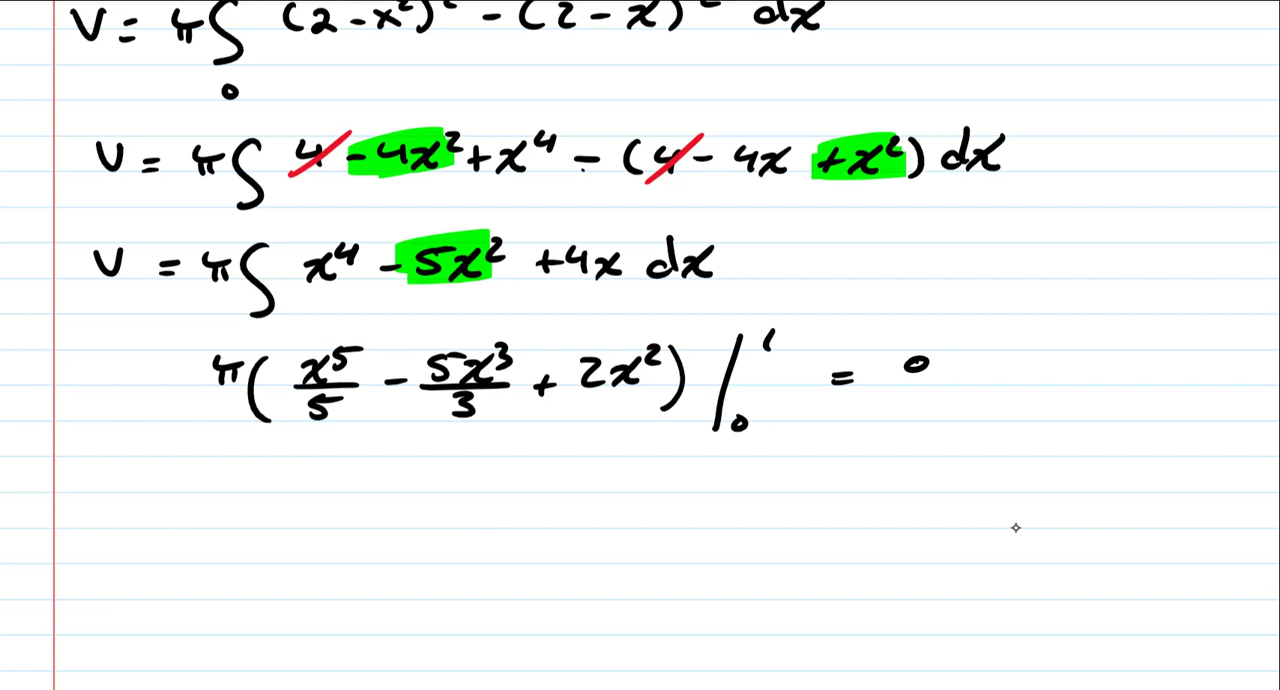 V = π∫₀ (2-x²)² - (2-x)² dx
V = π∫ 4 -4x² + x⁴ - (4 - 4x +x²) dx
V = π∫ x⁴ - 5x² +4x dx
π( x⁵/5 - 5x³/3 + 2x² ) |₀¹ = 0